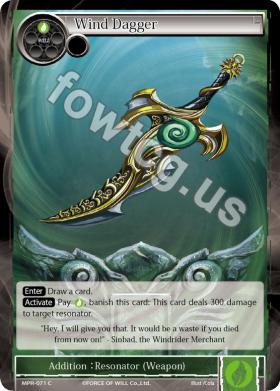 Wind Dagger
WILL
fowtcg.us
Enter Draw a card.
Activate Pay , banish this card: This card deals 300 damage
to target resonator.
"Hey, I will give you that. It would be a waste if you died
from now on!" - Sinbad, the Windrider Merchant
Addition : Resonator (Weapon)
MPR-071 C ©FORCE OF WILL Co.,Ltd. Illust